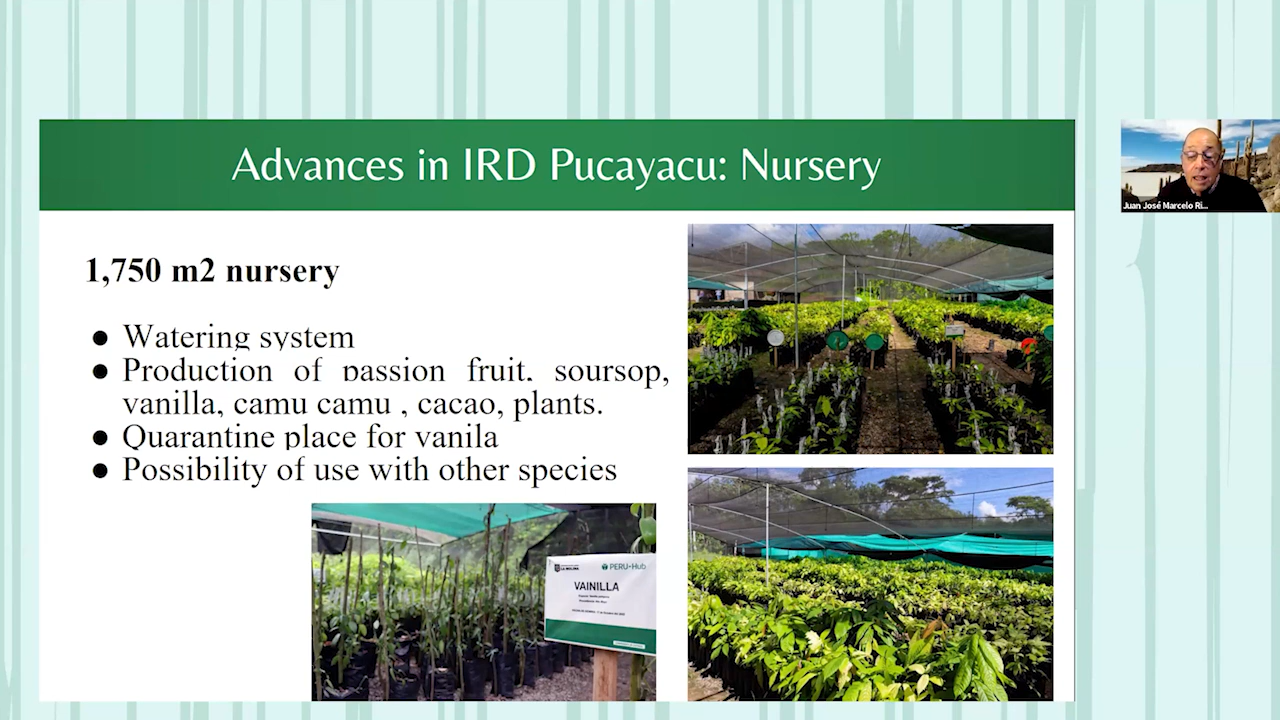 Advances in IRD Pucayacu: Nursery
Juan José Marcelo Ri...
1,750 m2 nursery
● Watering system
● Production of passion fruit, soursop,
vanilla, camu camu , cacao, plants.
● Quarantine place for vanila
● Possibility of use with other species
LA MOLINA
PERU-Hub
VAINILLA